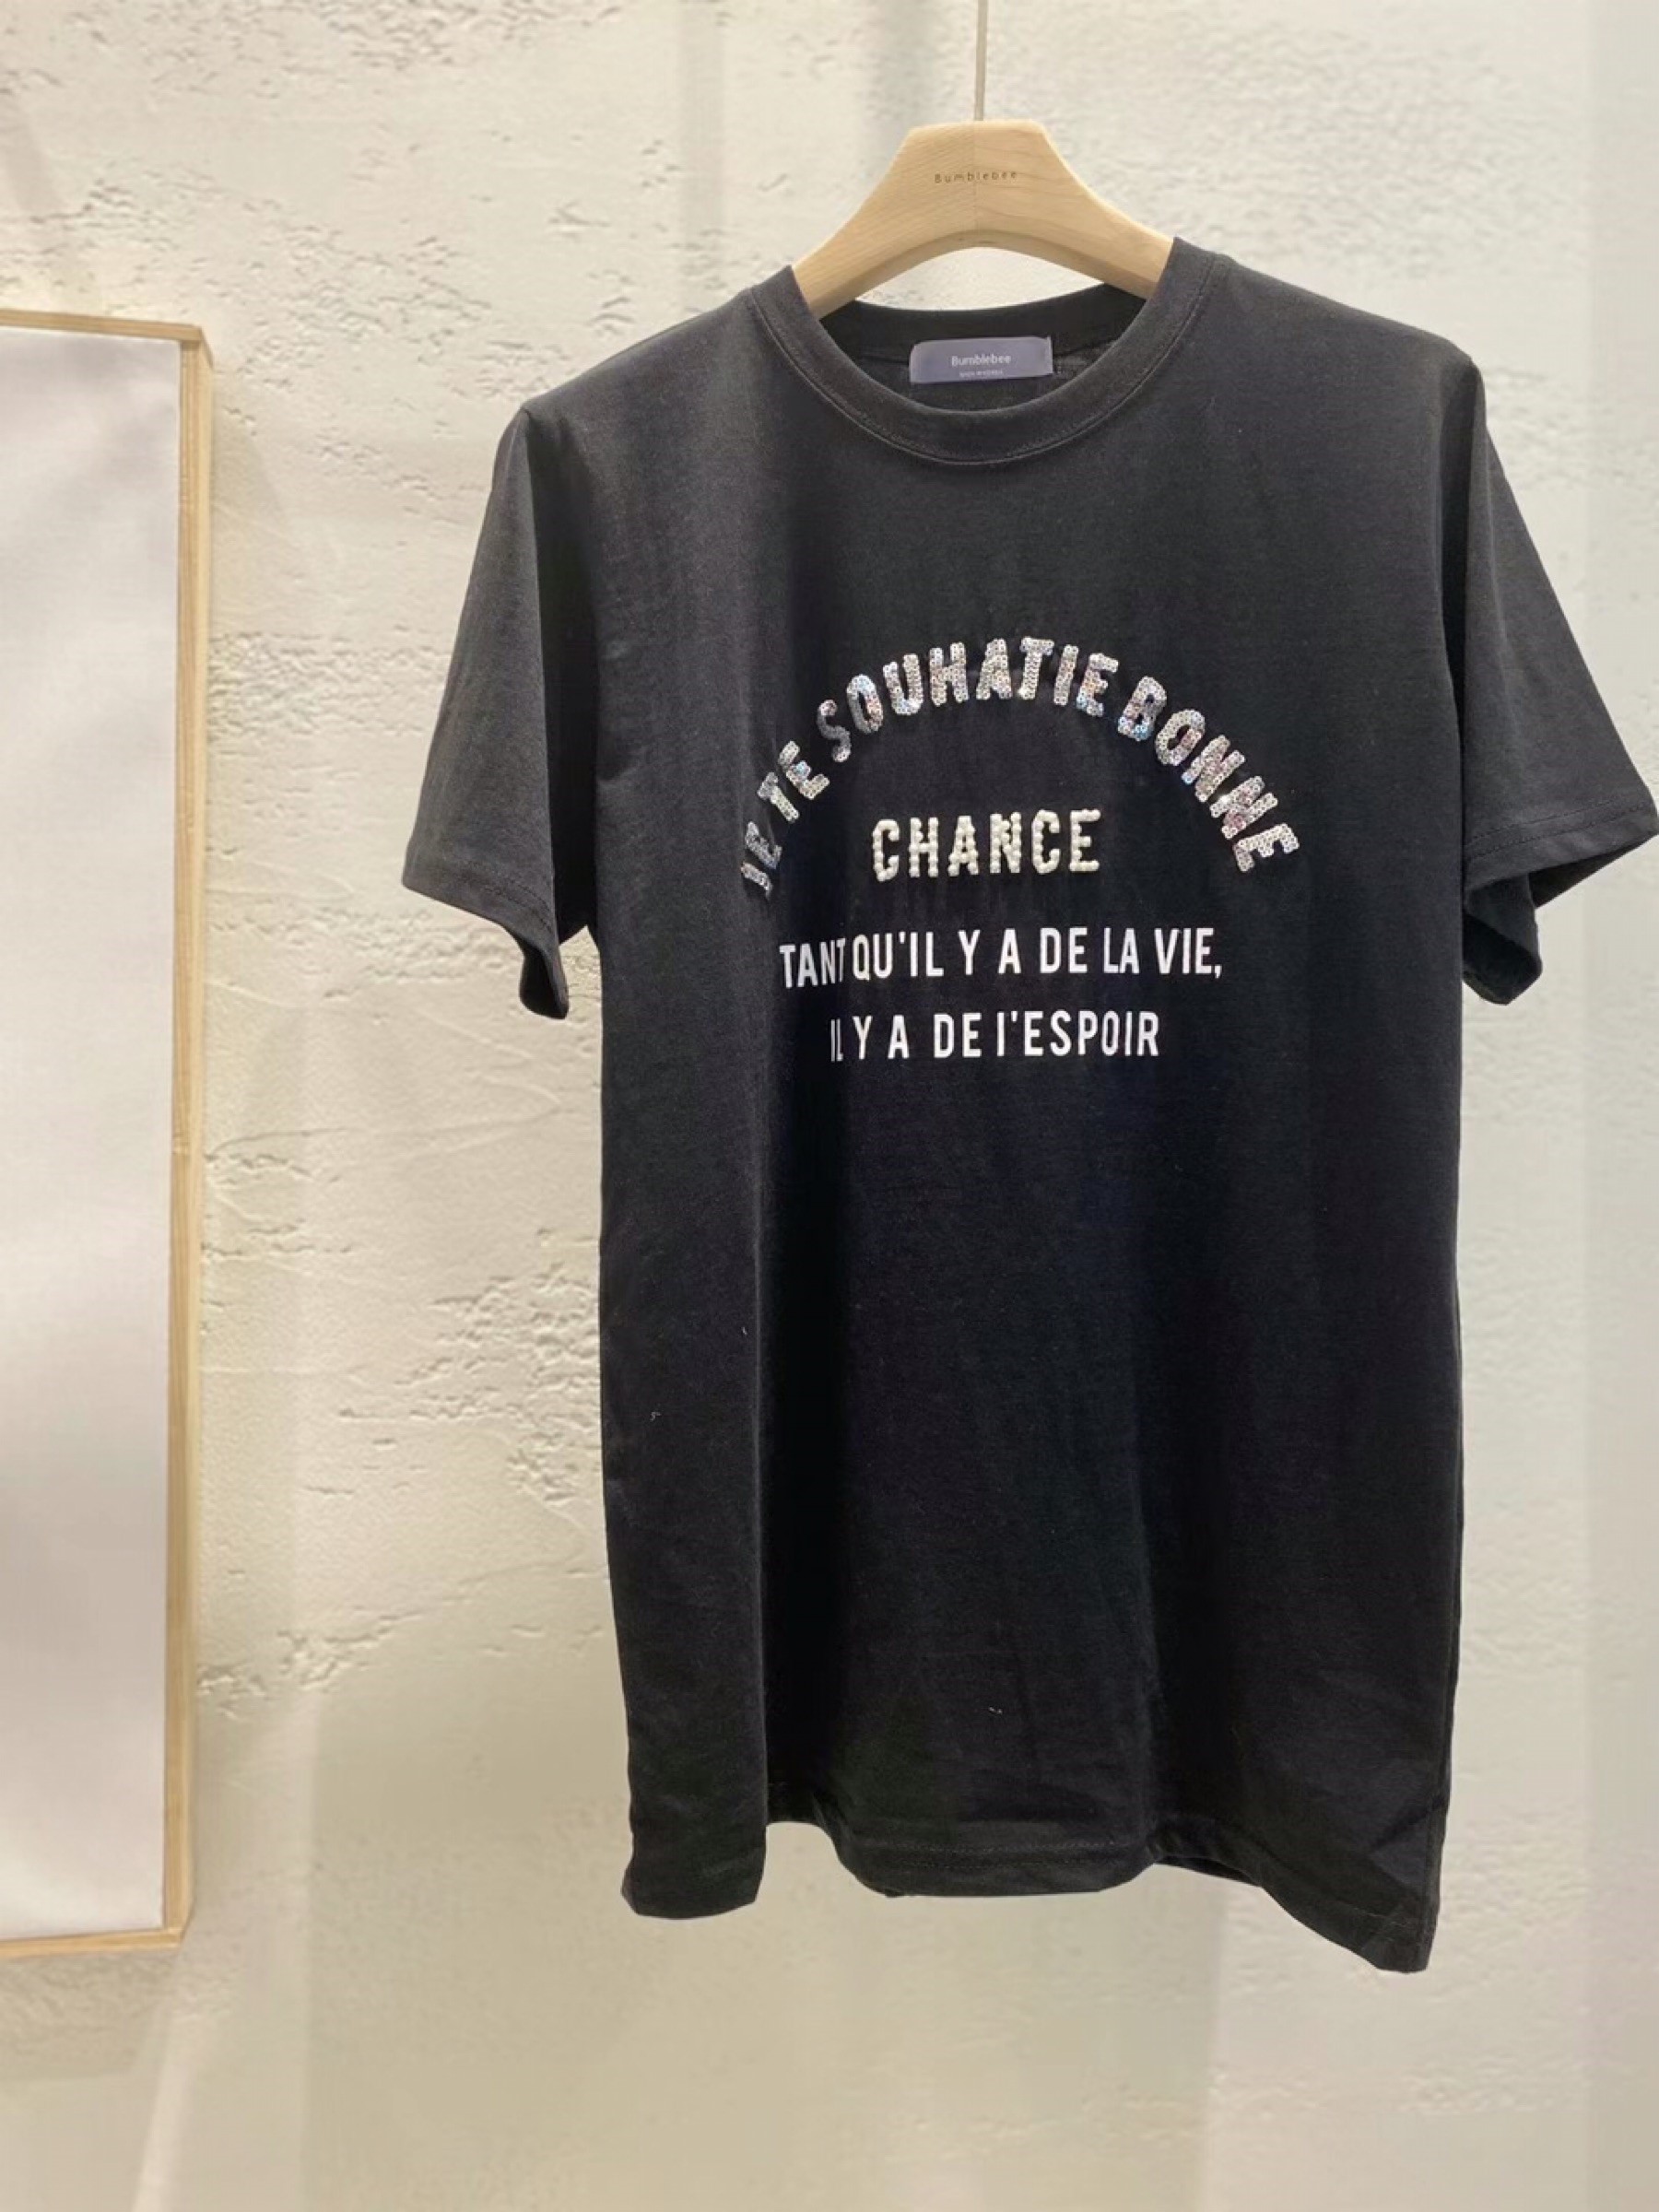 Bumblebee
Bumblebee
JE TE SOUHATIE BONNE
CHANCE
TANT QU'IL Y A DE LA VIE,
IL Y A DE l'ESPOIR